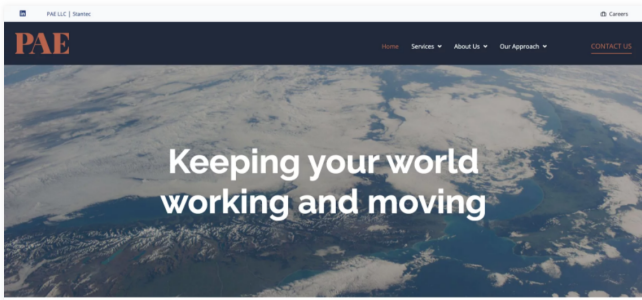 in
PAE LLC | Stantec
Careers
PAE
Home Services About Us Our Approach CONTACT US
Keeping your world
working and moving